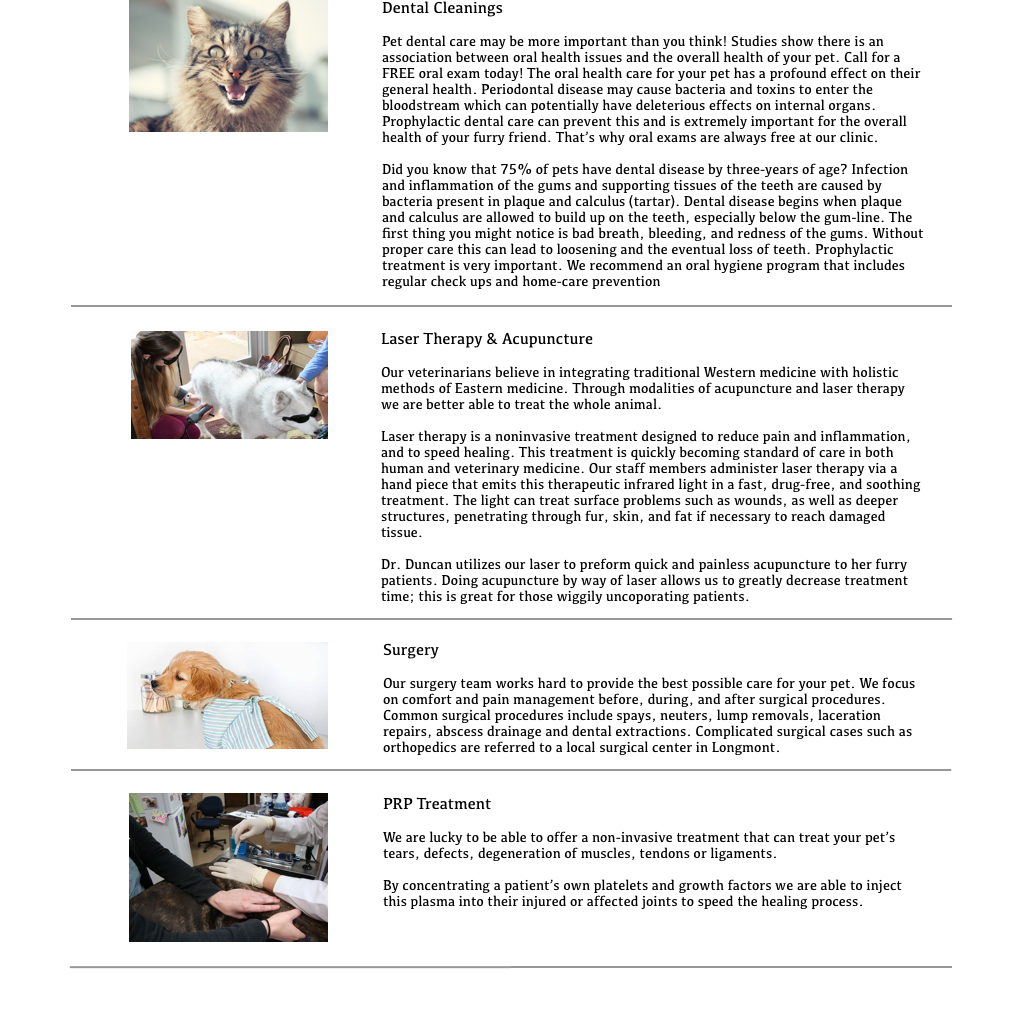 Dental Cleanings
Pet dental care may be more important than you think! Studies show there is an
association between oral health issues and the overall health of your pet. Call for a
FREE oral exam today! The oral health care for your pet has a profound effect on their
general health. Periodontal disease may cause bacteria and toxins to enter the
bloodstream which can potentially have deleterious effects on internal organs.
Prophylactic dental care can prevent this and is extremely important for the overall
health of your furry friend. That's why oral exams are always free at our clinic.
Did you know that 75% of pets have dental disease by three-years of age? Infection
and inflammation of the gums and supporting tissues of the teeth are caused by
bacteria present in plaque and calculus (tartar). Dental disease begins when plaque
and calculus are allowed to build up on the teeth, especially below the gum-line. The
first thing you might notice is bad breath, bleeding, and redness of the gums. Without
proper care this can lead to loosening and the eventual loss of teeth. Prophylactic
treatment is very important. We recommend an oral hygiene program that includes
regular check ups and home-care prevention
Laser Therapy & Acupuncture
Our veterinarians believe in integrating traditional Western medicine with holistic
methods of Eastern medicine. Through modalities of acupuncture and laser therapy
we are better able to treat the whole animal.
Laser therapy is a noninvasive treatment designed to reduce pain and inflammation,
and to speed healing. This treatment is quickly becoming standard of care in both
human and veterinary medicine. Our staff members administer laser therapy via a
hand piece that emits this therapeutic infrared light in a fast, drug-free, and soothing
treatment. The light can treat surface problems such as wounds, as well as deeper
structures, penetrating through fur, skin, and fat if necessary to reach damaged
tissue.
Dr. Duncan utilizes our laser to preform quick and painless acupuncture to her furry
patients. Doing acupuncture by way of laser allows us to greatly decrease treatment
time; this is great for those wiggily uncoporating patients.
Surgery
Our surgery team works hard to provide the best possible care for your pet. We focus
on comfort and pain management before, during, and after surgical procedures.
Common surgical procedures include spays, neuters, lump removals, laceration
repairs, abscess drainage and dental extractions. Complicated surgical cases such as
orthopedics are referred to a local surgical center in Longmont.
PRP Treatment
We are lucky to be able to offer a non-invasive treatment that can treat your pet's
tears, defects, degeneration of muscles, tendons or ligaments.
By concentrating a patient's own platelets and growth factors we are able to inject
this plasma into their injured or affected joints to speed the healing process.